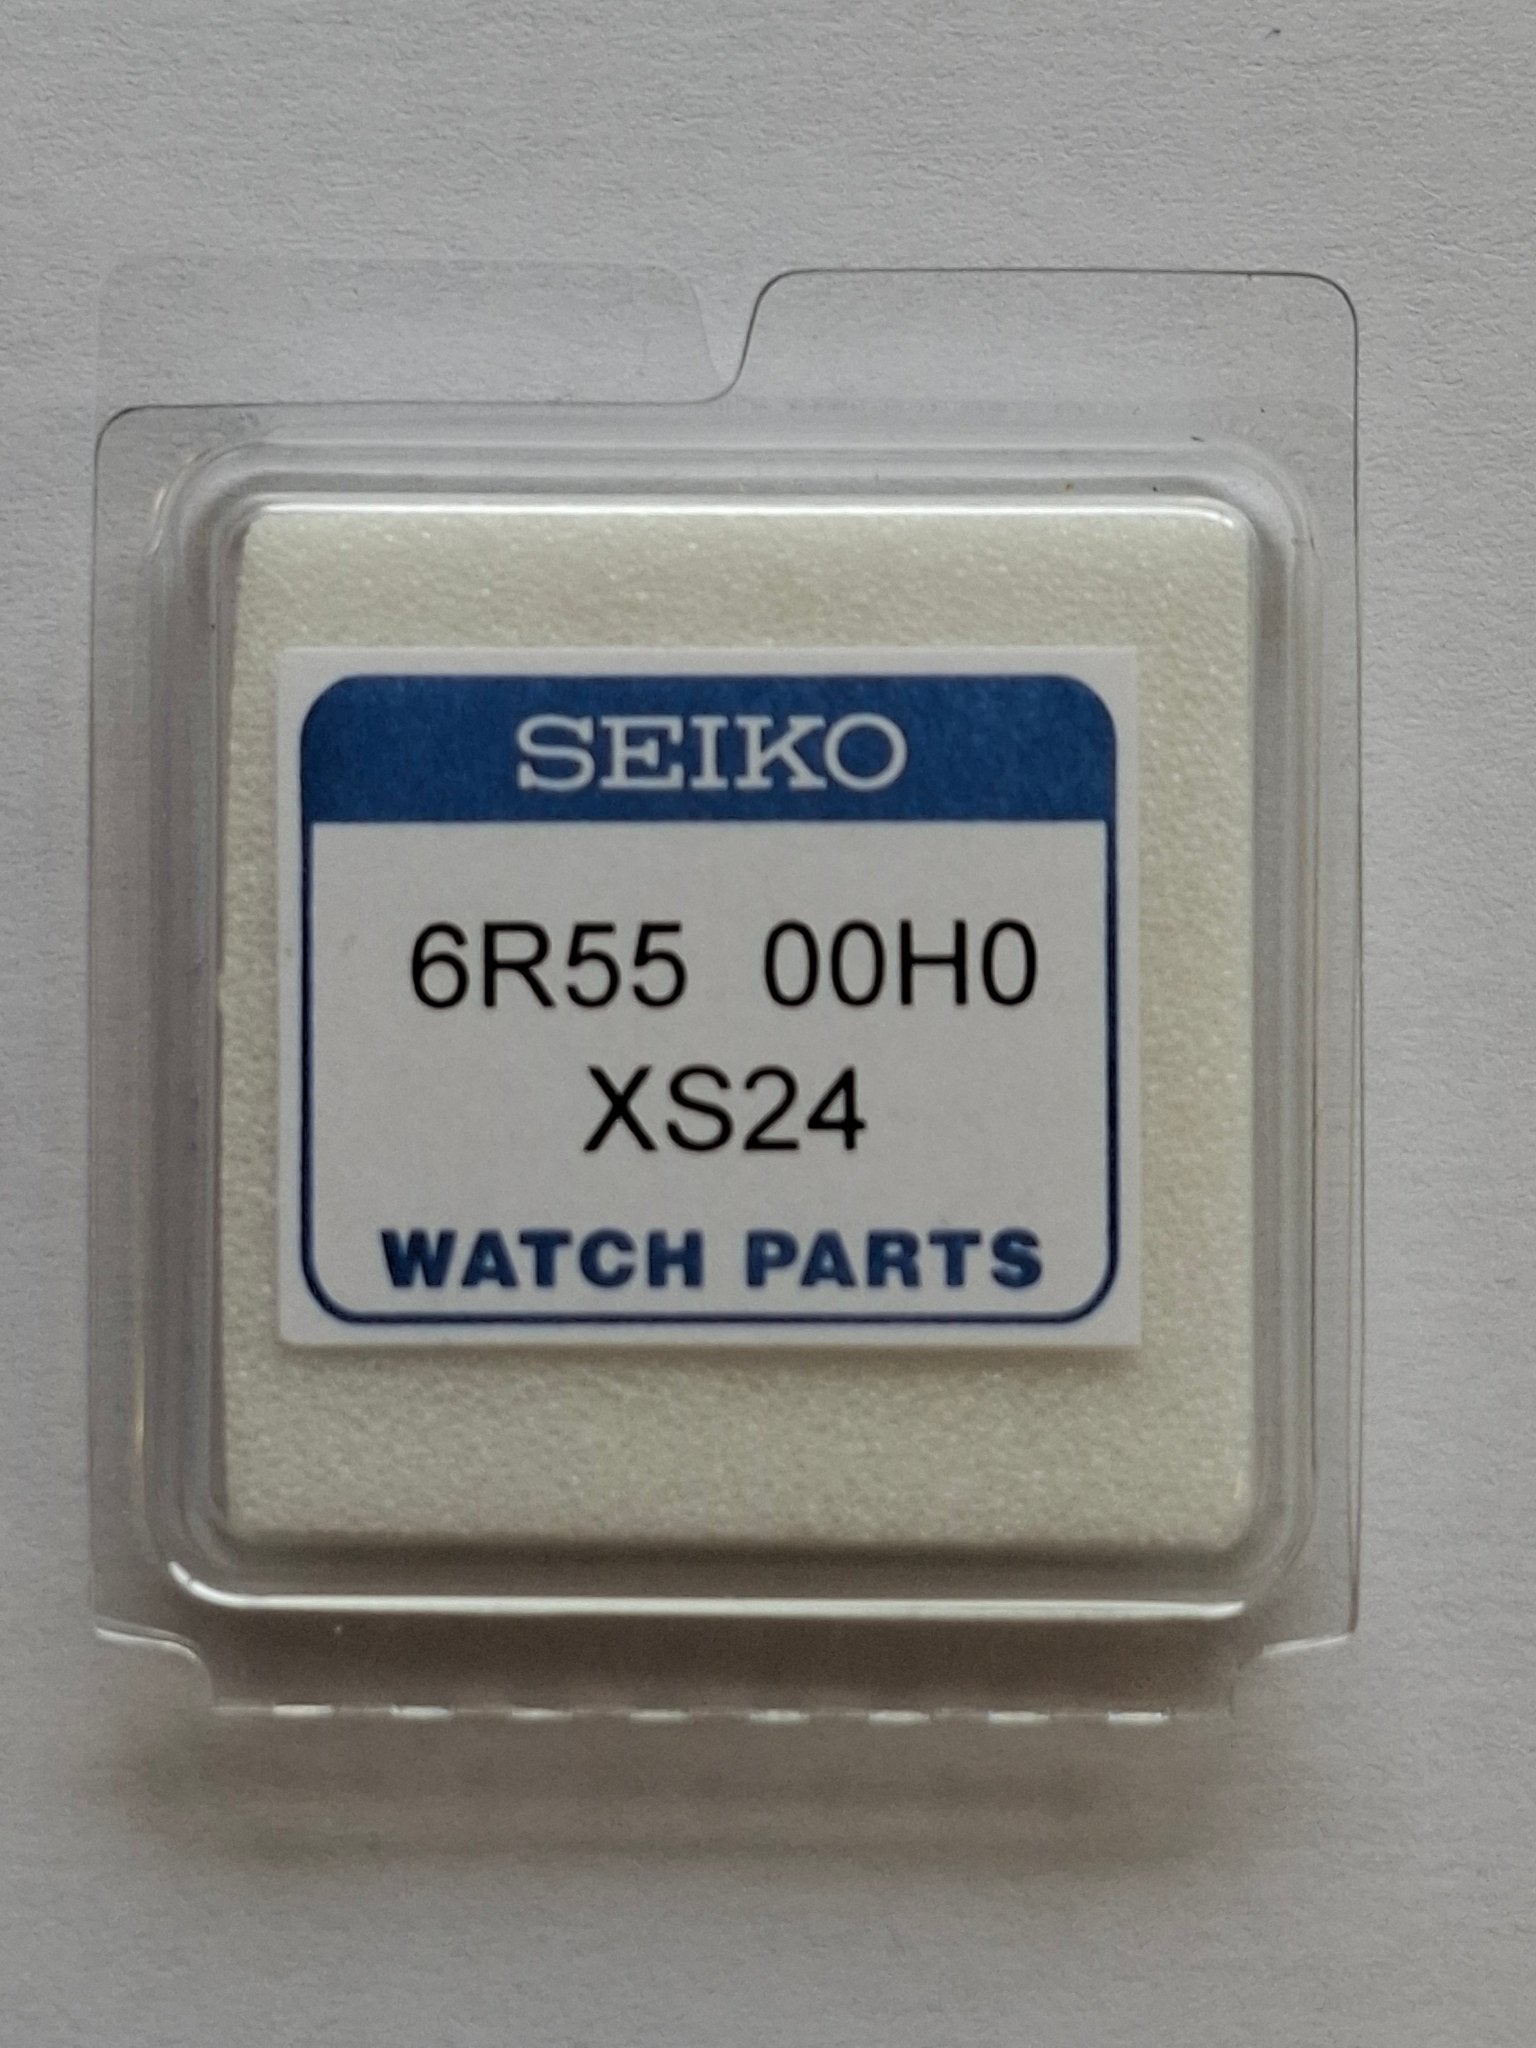 SEIKO
6R55 00H0
XS24
WATCH PARTS